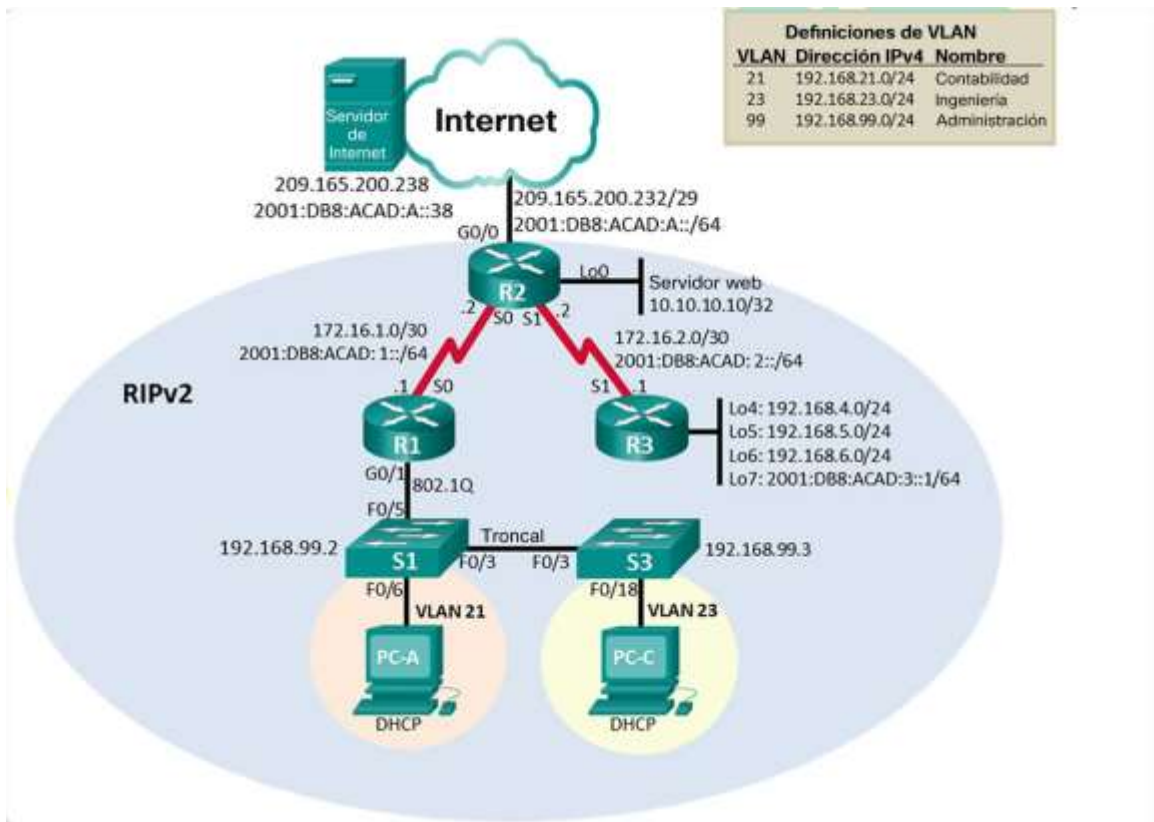 Definiciones de VLAN
VLAN Dirección IPv4 Nombre
21 192.168.21.0/24 Contabilidad
23 192.168.23.0/24 Ingeniería
99 192.168.99.0/24 Administración
Servidor
de
Internet
Internet
209.165.200.238
2001:DB8:ACAD:A::38
209.165.200.232/29
2001:DB8:ACAD:A::/64
G0/0
R2
Lo0
Servidor web
10.10.10.10/32
.2 S0 S1 .2
172.16.1.0/30
2001:DB8:ACAD: 1::/64
172.16.2.0/30
2001:DB8:ACAD: 2::/64
RIPv2
.1 S0
S1 .1
R1
R3
Lo4: 192.168.4.0/24
Lo5: 192.168.5.0/24
Lo6: 192.168.6.0/24
Lo7: 2001:DB8:ACAD:3::1/64
G0/1
802.1Q
F0/5
192.168.99.2
S1
Troncal
F0/3 F0/3
S3
192.168.99.3
F0/6
VLAN 21
F0/18
VLAN 23
PC-A
PC-C
DHCP
DHCP